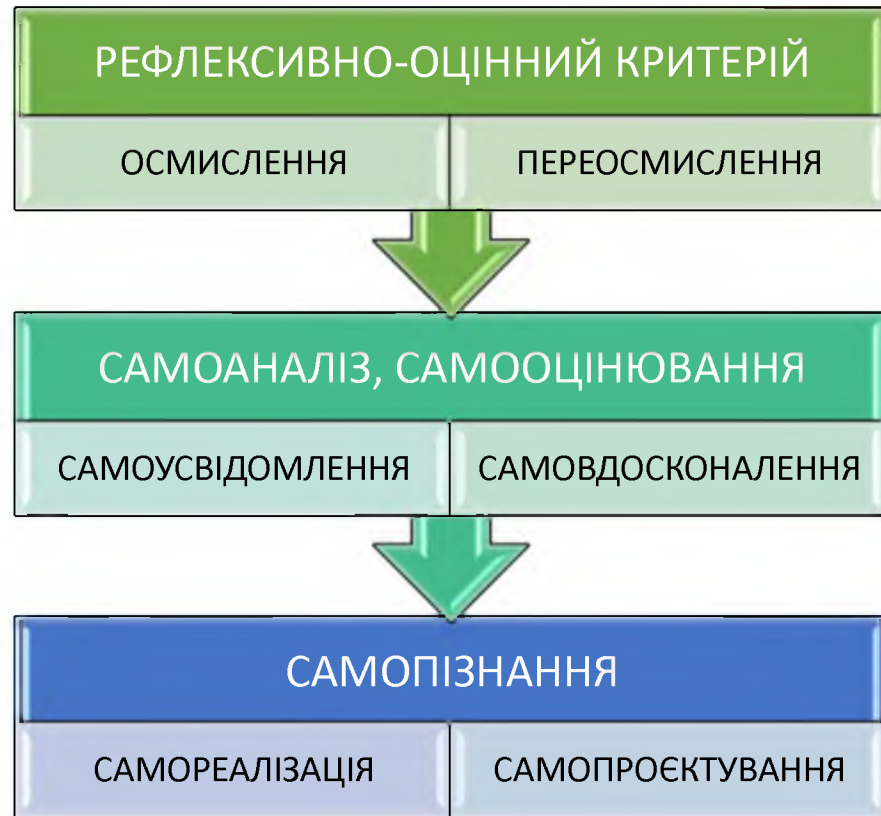 РЕФЛЕКСИВНО-ОЦІННИЙ КРИТЕРІЙ
ОСМИСЛЕННЯ
ПЕРЕОСМИСЛЕННЯ
САМОАНАЛІЗ, САМООЦІНЮВАННЯ
САМОУСВІДОМЛЕННЯ
САМОВДОСКОНАЛЕННЯ
САМОПІЗНАННЯ
САМОРЕАЛІЗАЦІЯ
САМОПРОЄКТУВАННЯ